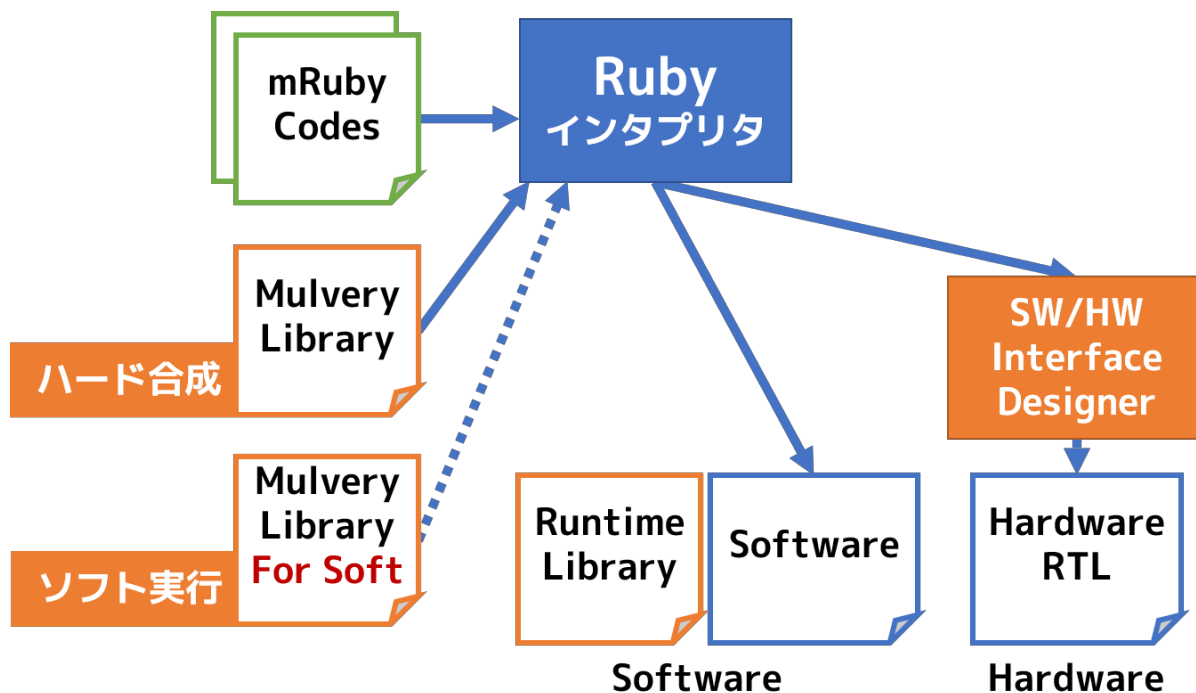 mRuby
Codes
Ruby
インタプリタ
Mulvery
Library
ハード合成
SW/HW
Interface
Designer
Mulvery
Library
For Soft
ソフト実行
Runtime
Library
Software
Hardware
RTL
Software
Hardware